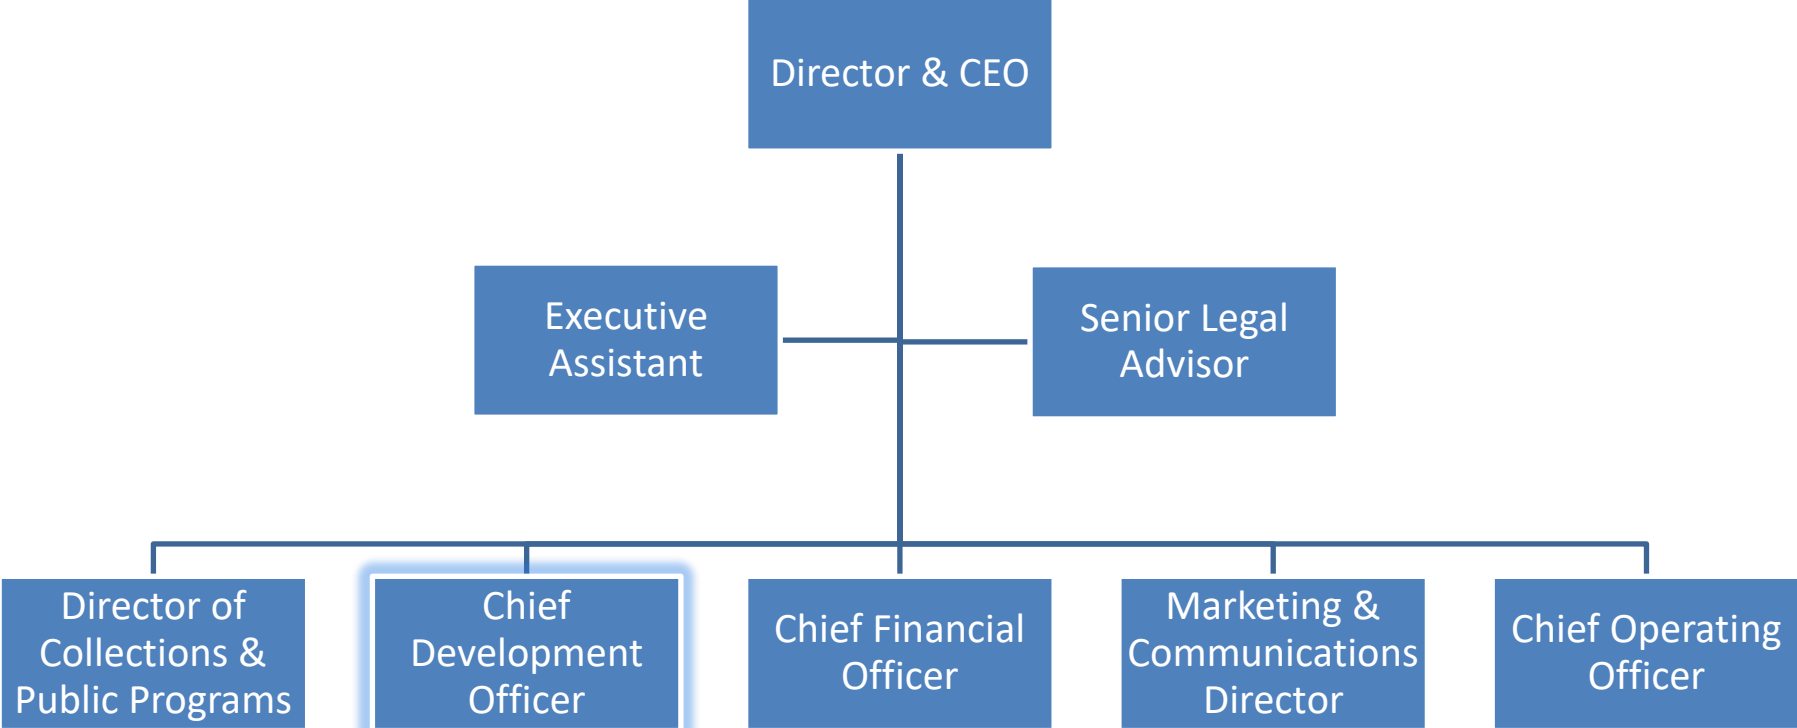 Director & CEO
Executive
Assistant
Senior Legal
Advisor
Director of
Collections &
Public Programs
Chief
Development
Officer
Chief Financial
Officer
Marketing &
Communications
Director
Chief Operating
Officer